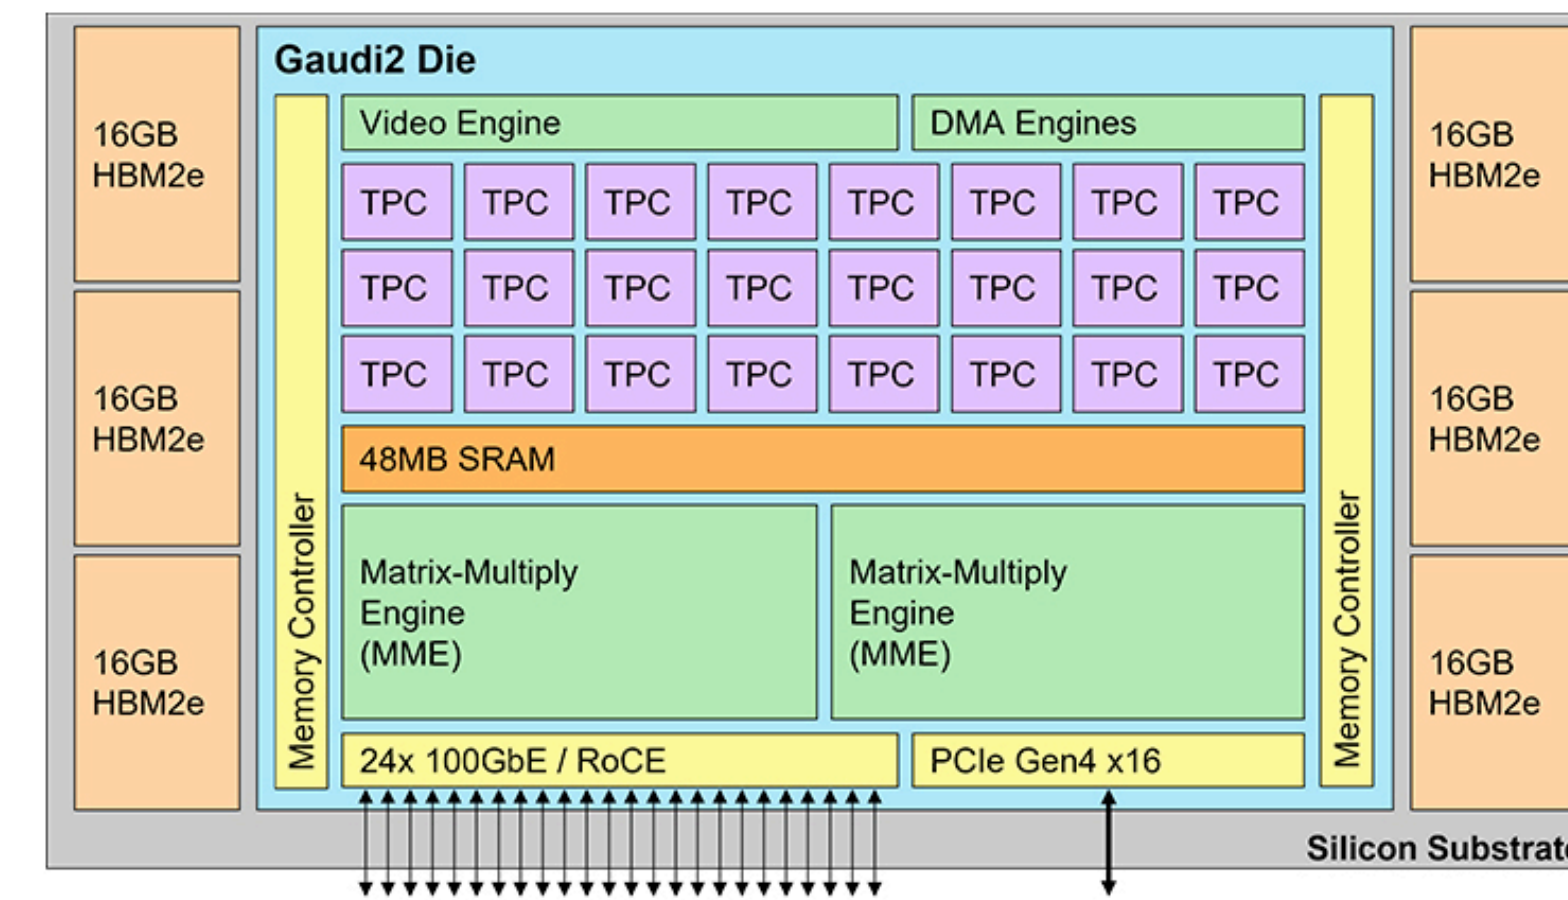 Gaudi2 Die
16GB
HBM2e
16GB
HBM2e
16GB
HBM2e
Memory Controller
Video Engine
DMA Engines
TPC TPC TPC TPC TPC TPC TPC TPC
TPC TPC TPC TPC TPC TPC TPC TPC
TPC TPC TPC TPC TPC TPC TPC TPC
48MB SRAM
Matrix-Multiply
Engine
(MME)
Matrix-Multiply
Engine
(MME)
24x 100GbE / RoCE
PCIe Gen4 x16
Memory Controller
16GB
HBM2e
16GB
HBM2e
16GB
HBM2e
Silicon Substrate